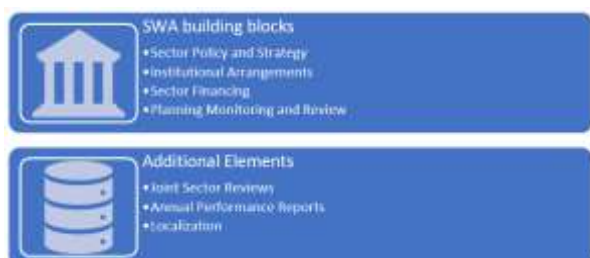 SWA building blocks
•Sector Policy and Strategy
•Institutional Arrangements
•Sector Financing
•Planning Monitoring and Review
Additional Elements
•Joint Sector Reviews
•Annual Performance Reports
•Localization